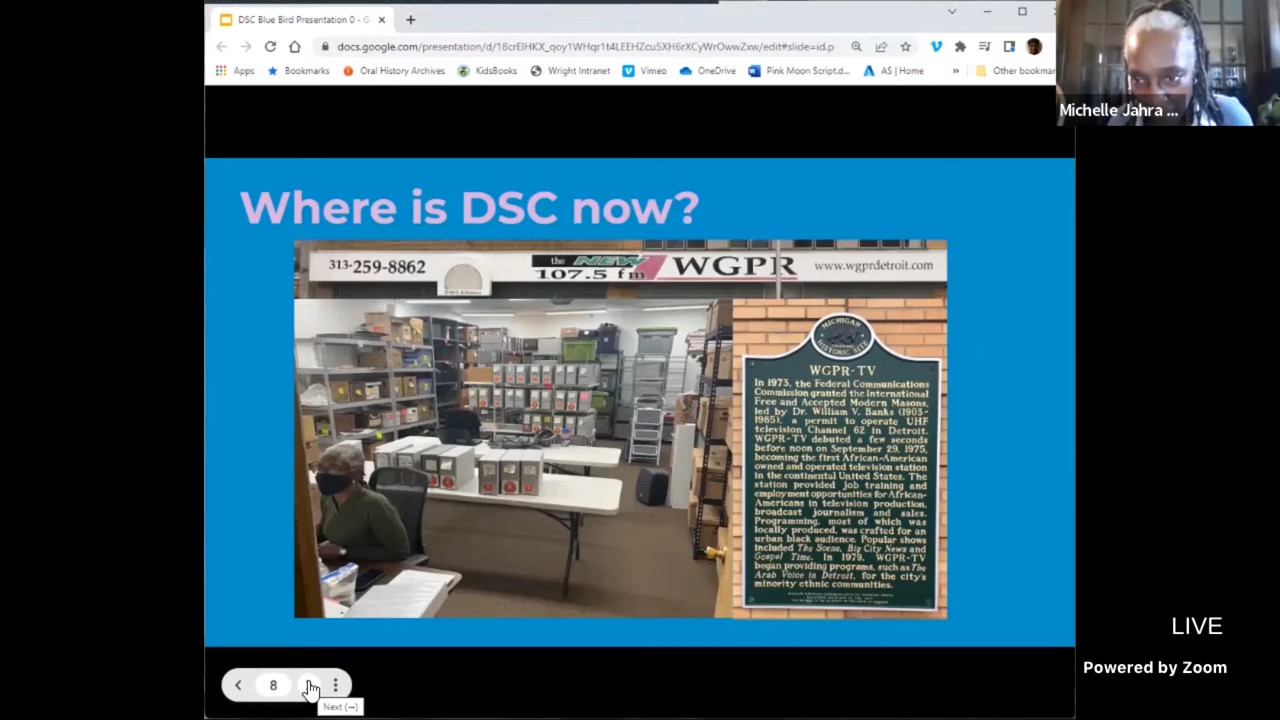 DSC Blue Bird Presentation 0 - G
docs.google.com/presentation/d/18crElHKX_qoy1WHqr1t4LEEHZcu5XH6rXCyWrOwwZxw/edit#slide=id.p
Apps
Bookmarks
Oral History Archives
KidsBooks
Wright Intranet
Vimeo
OneDrive
Pink Moon Script.d...
AS | Home
»
Other bookmar
Michelle Jahra ...
Where is DSC now?
313-259-8862
the NEW
107.5 fm
WGPR
www.wgprdetroit.com
MICHIGAN
HISTORIC SITE
WGPR-TV
In 1973, the Federal Communications
Commission granted the International
Free and Accepted Modern Masons,
led by Dr. William V. Banks (1903-
1985), a permit to operate UHF
television Channel 62 in Detroit.
WGPR-TV debuted a few seconds
before noon on September 29, 1975,
becoming the first African-American
owned and operated television station
in the continental United States. The
station provided job training and
employment opportunities for African-
Americans in television production,
broadcast journalism and sales.
Programming, most of which was
locally produced, was crafted for an
urban black audience. Popular shows
included The Scene, Big City News and
Gospel Time. In 1979, WGPR-TV
began providing programs, such as The
Arab Voice in Detroit, for the city's
minority ethnic communities.
8
Next (→)
LIVE
Powered by Zoom